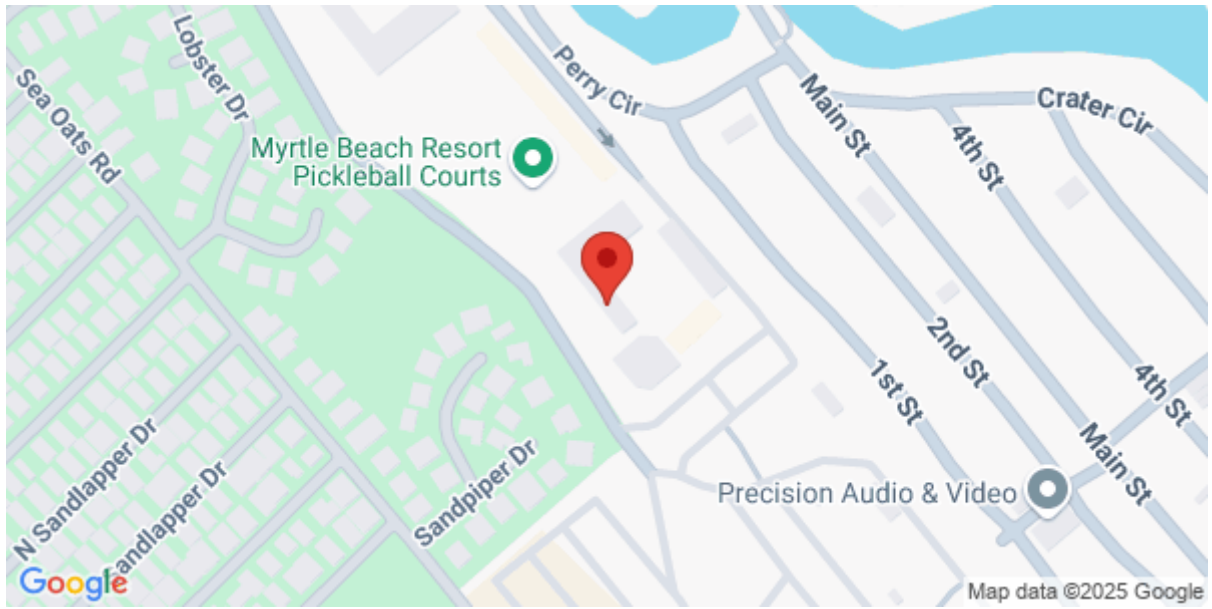 Lobster Dr
Sea Oats Rd
Perry Cir
Main St
4th St
Crater Cir
Myrtle Beach Resort
Pickleball Courts
2nd St
1st St
4th St
Main St
N Sandlapper Dr
Sandpiper Dr
Precision Audio & Video
andlapper Dr
Google
Map data ©2025 Google